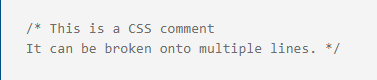 /* This is a CSS comment
It can be broken onto multiple lines. */